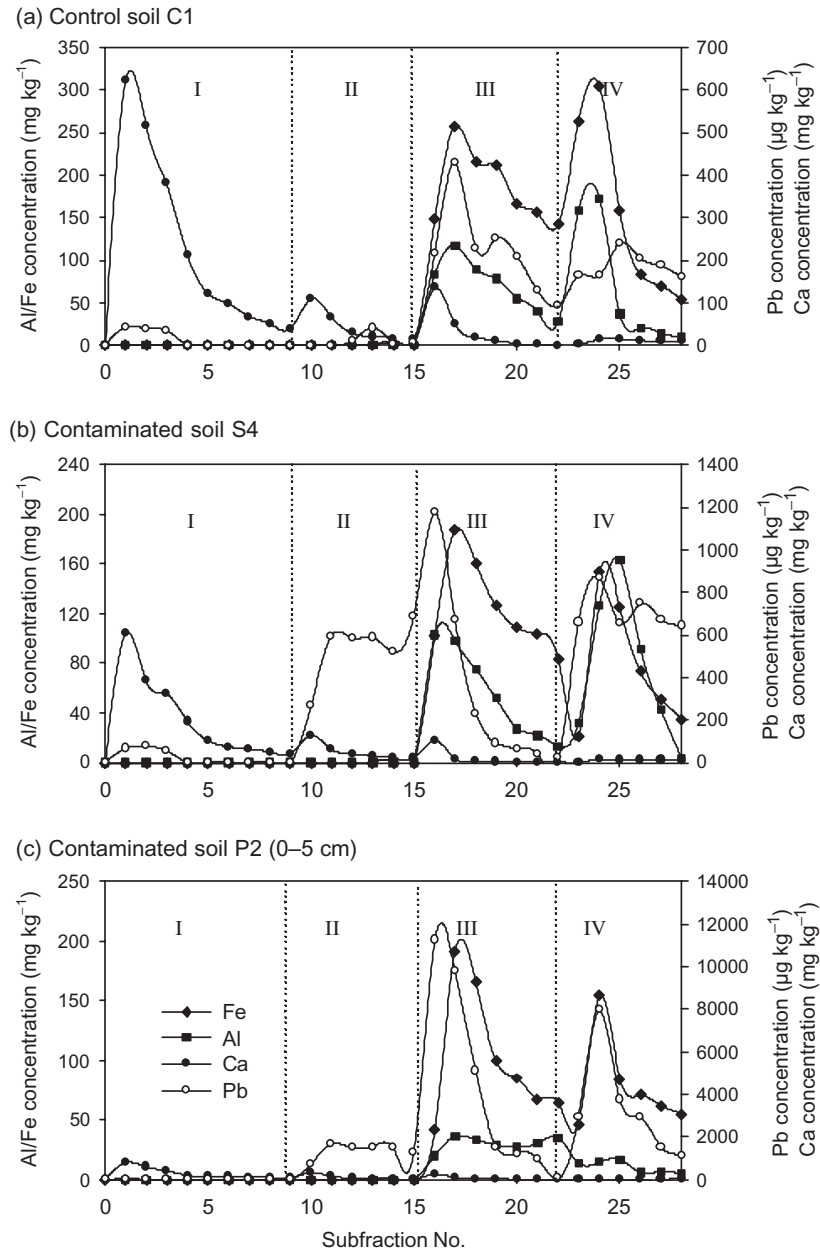 (a) Control soil C1
350
300
250
200
150
100
50
0
Al/Fe concentration (mg kg⁻¹)
I
II
III
IV
700
600
500
400
300
200
100
0
Pb concentration (µg kg⁻¹)
Ca concentration (mg kg⁻¹)
0 5 10 15 20 25
(b) Contaminated soil S4
240
200
160
120
80
40
0
Al/Fe concentration (mg kg⁻¹)
I
II
III
IV
1400
1200
1000
800
600
400
200
0
Pb concentration (µg kg⁻¹)
Ca concentration (mg kg⁻¹)
0 5 10 15 20 25
(c) Contaminated soil P2 (0–5 cm)
250
200
150
100
50
0
Al/Fe concentration (mg kg⁻¹)
I
II
III
IV
Fe
Al
Ca
Pb
14000
12000
10000
8000
6000
4000
2000
0
Pb concentration (µg kg⁻¹)
Ca concentration (mg kg⁻¹)
0 5 10 15 20 25
Subfraction No.